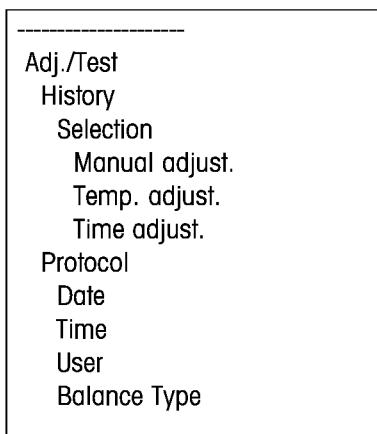 --------------------
Adj./Test
History
Selection
Manual adjust.
Temp. adjust.
Time adjust.
Protocol
Date
Time
User
Balance Type